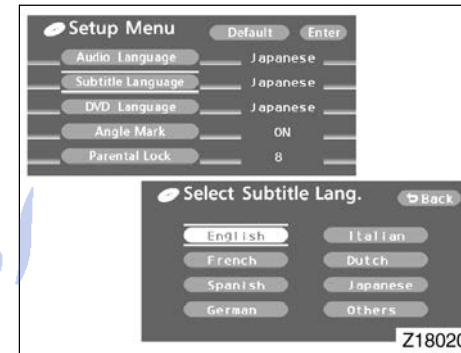 Setup Menu Default Enter
Audio Language Japanese
Subtitle Language Japanese
DVD Language Japanese
Angle Mark ON
Parental Lock 8
Select Subtitle Lang. Back
English Italian
French Dutch
Spanish Japanese
German Others
Z18020